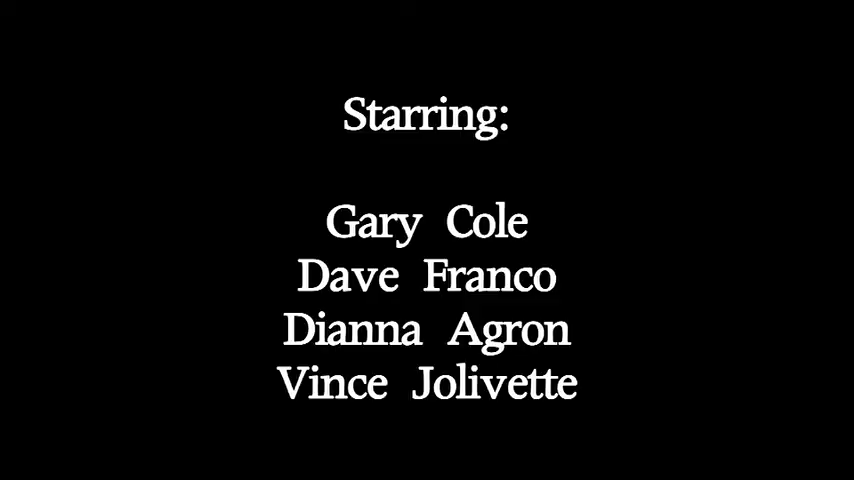 Starring:
Gary Cole
Dave Franco
Dianna Agron
Vince Jolivette